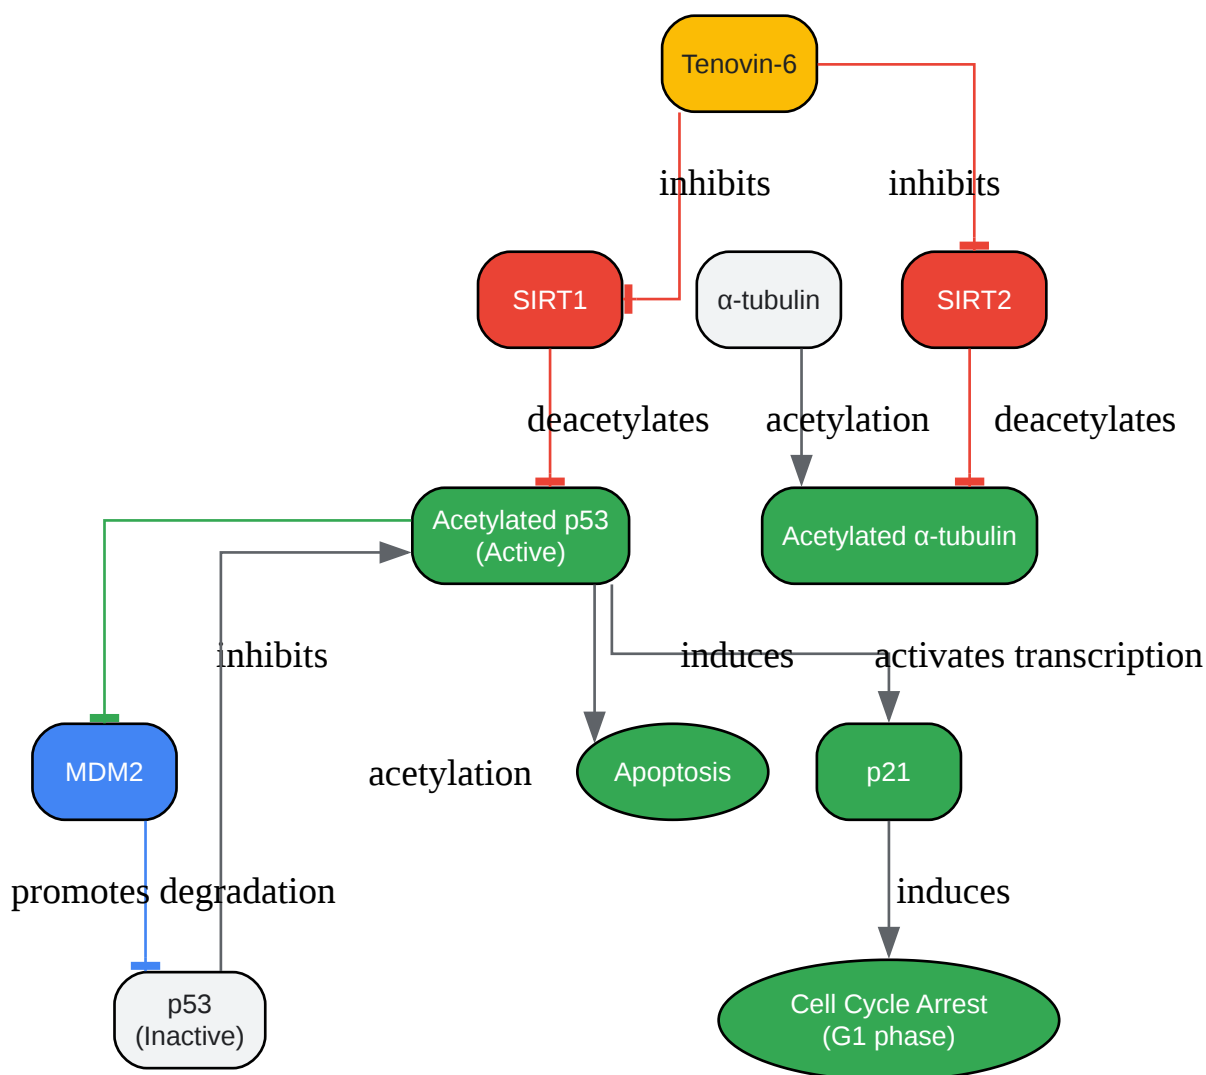 Tenovin-6
inhibits
inhibits
SIRT1
α-tubulin
SIRT2
deacetylates
acetylation
deacetylates
Acetylated p53
(Active)
Acetylated α-tubulin
inhibits
induces
activates transcription
MDM2
acetylation
Apoptosis
p21
promotes degradation
induces
p53
(Inactive)
Cell Cycle Arrest
(G1 phase)